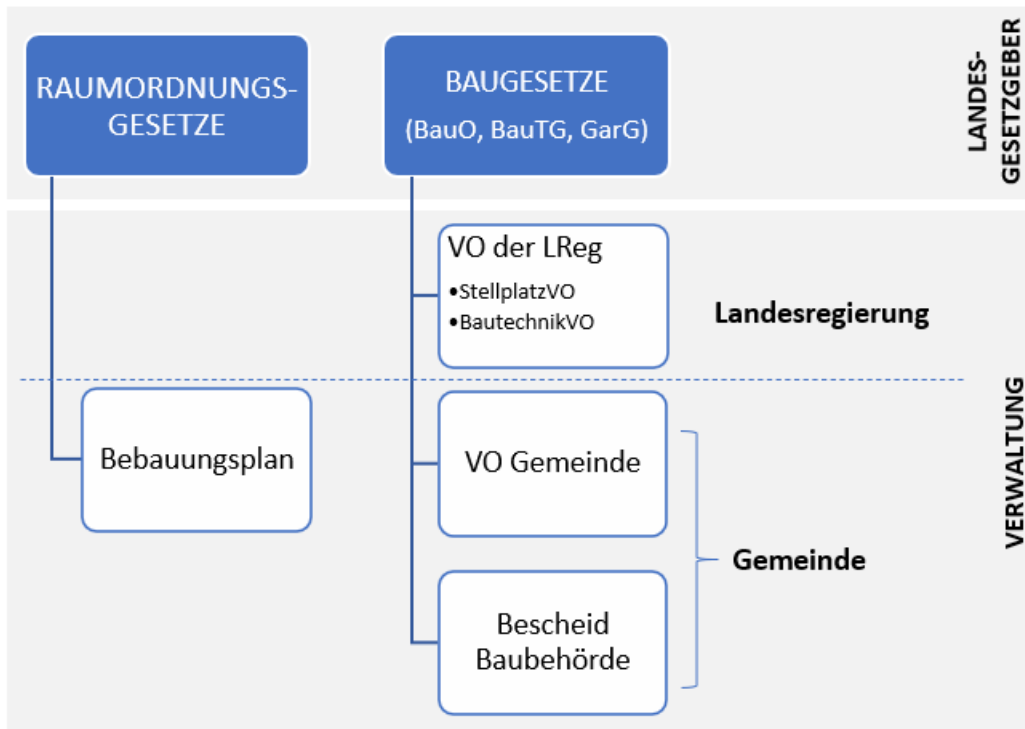 RAUMORDNUNGS-
GESETZE
BAUGESETZE
(BauO, BauTG, GarG)
LANDES-
GESETZGEBER
VO der LReg
•StellplatzVO
•BautechnikVO
Landesregierung
Bebauungsplan
VO Gemeinde
Gemeinde
Bescheid
Baubehörde
VERWALTUNG